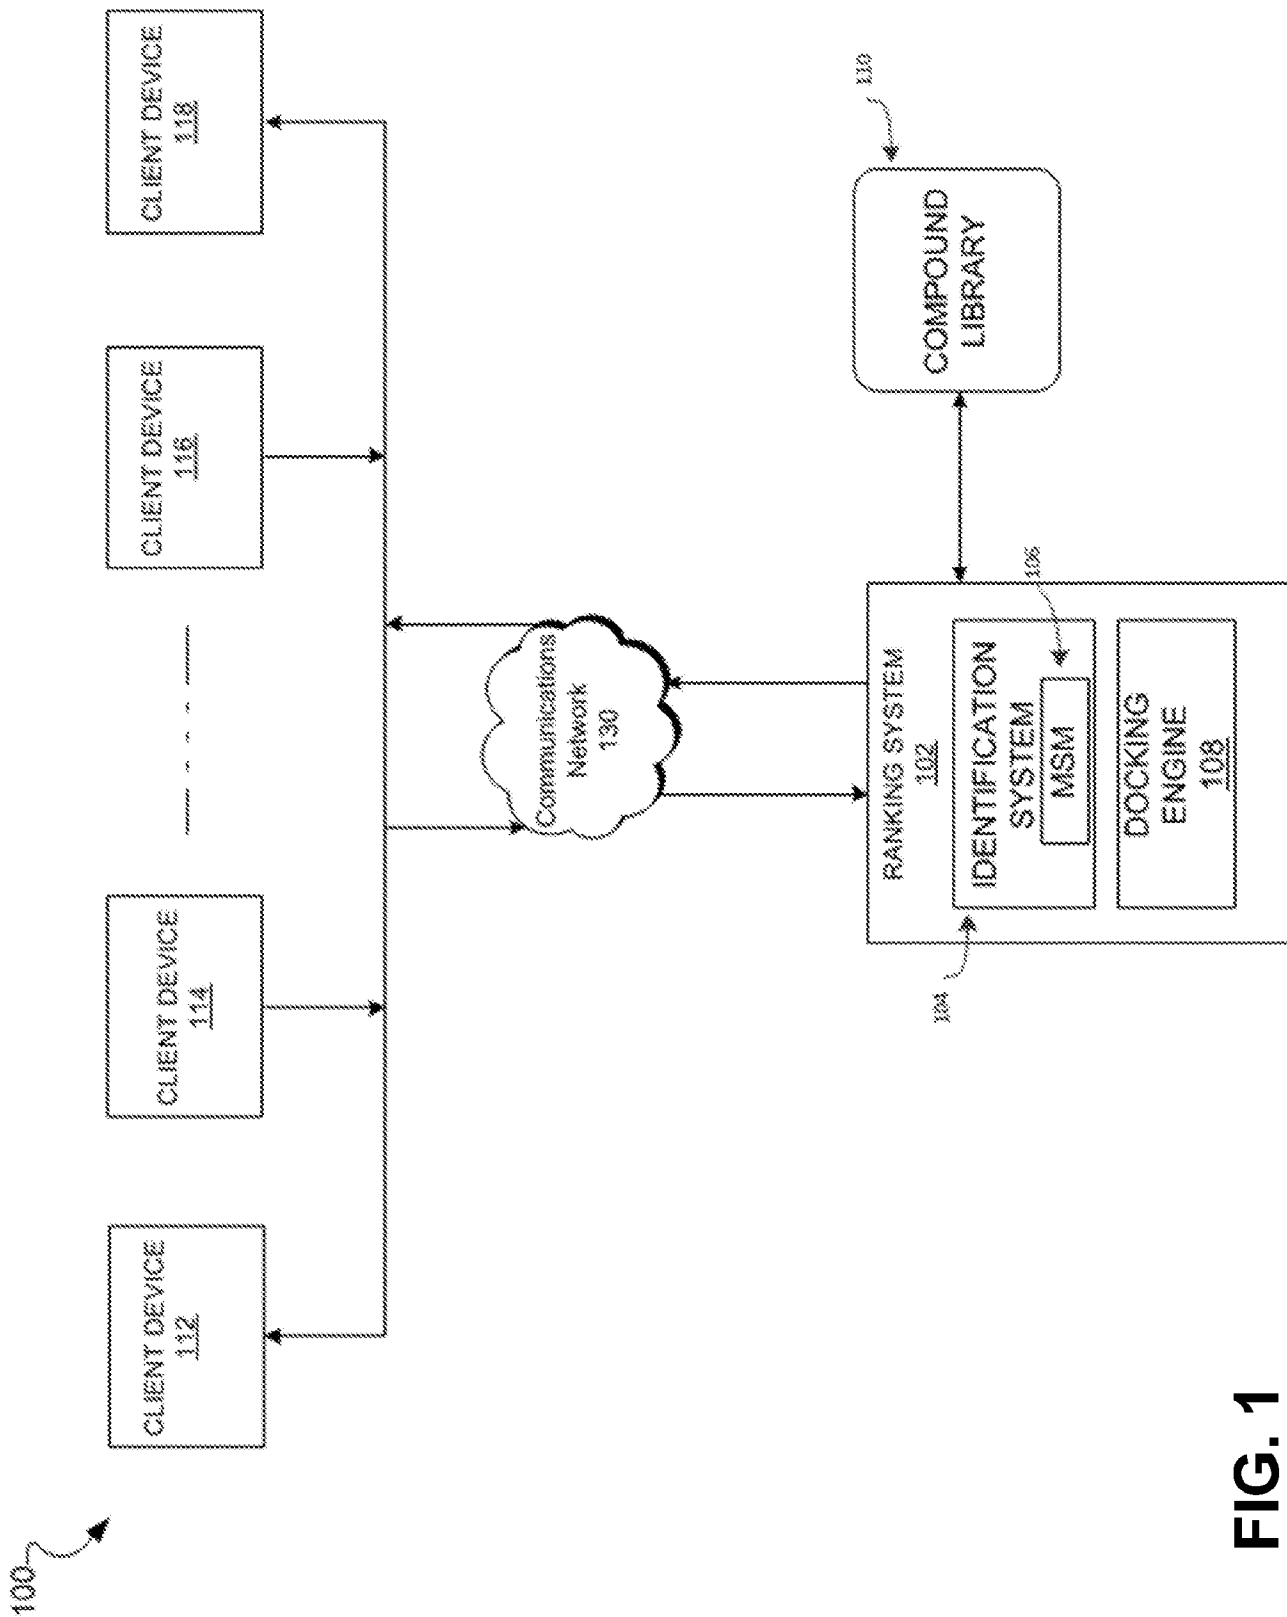 100
CLIENT DEVICE
112
CLIENT DEVICE
114
CLIENT DEVICE
116
CLIENT DEVICE
118
Communications
Network
130
RANKING SYSTEM
102
104
IDENTIFICATION
SYSTEM
MSM
106
DOCKING
ENGINE
108
110
COMPOUND
LIBRARY
FIG. 1